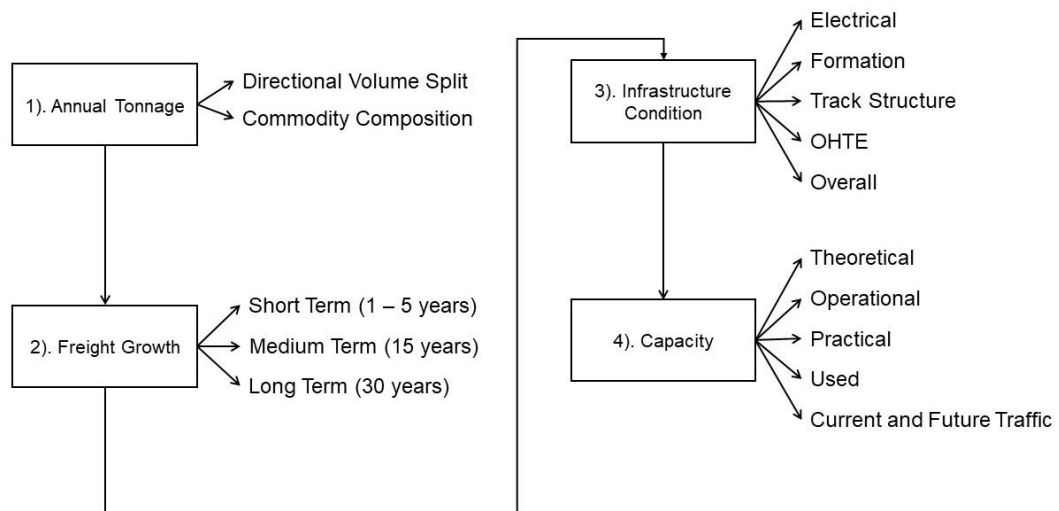 1). Annual Tonnage
Directional Volume Split
Commodity Composition
2). Freight Growth
Short Term (1 – 5 years)
Medium Term (15 years)
Long Term (30 years)
3). Infrastructure
Condition
Electrical
Formation
Track Structure
OHTE
Overall
4). Capacity
Theoretical
Operational
Practical
Used
Current and Future Traffic